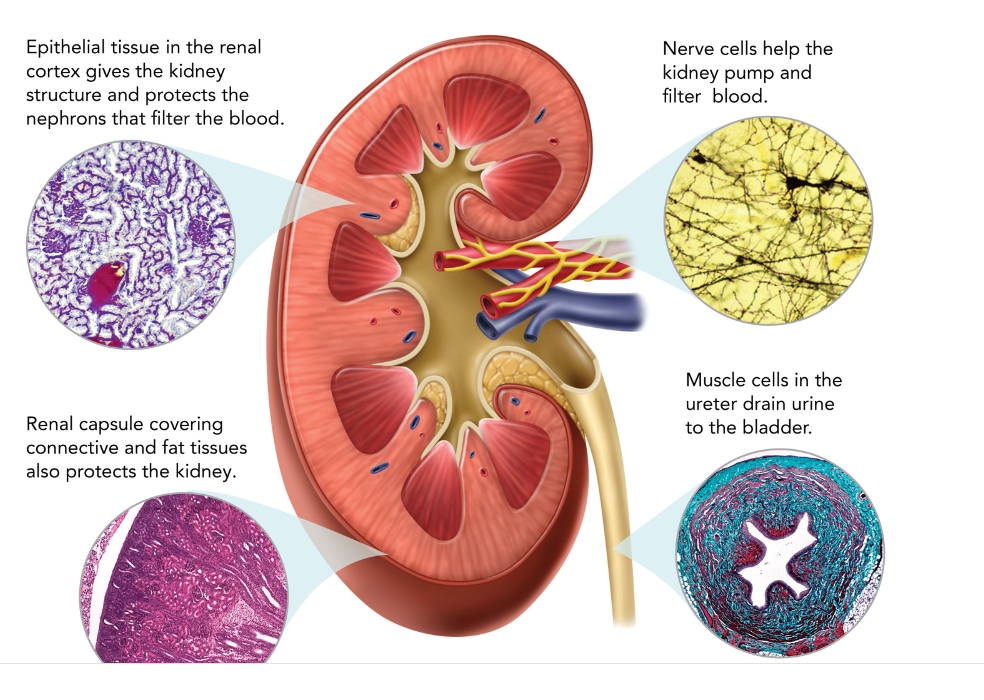 Epithelial tissue in the renal
cortex gives the kidney
structure and protects the
nephrons that filter the blood.
Nerve cells help the
kidney pump and
filter  blood.
Renal capsule covering
connective and fat tissues
also protects the kidney.
Muscle cells in the
ureter drain urine
to the bladder.